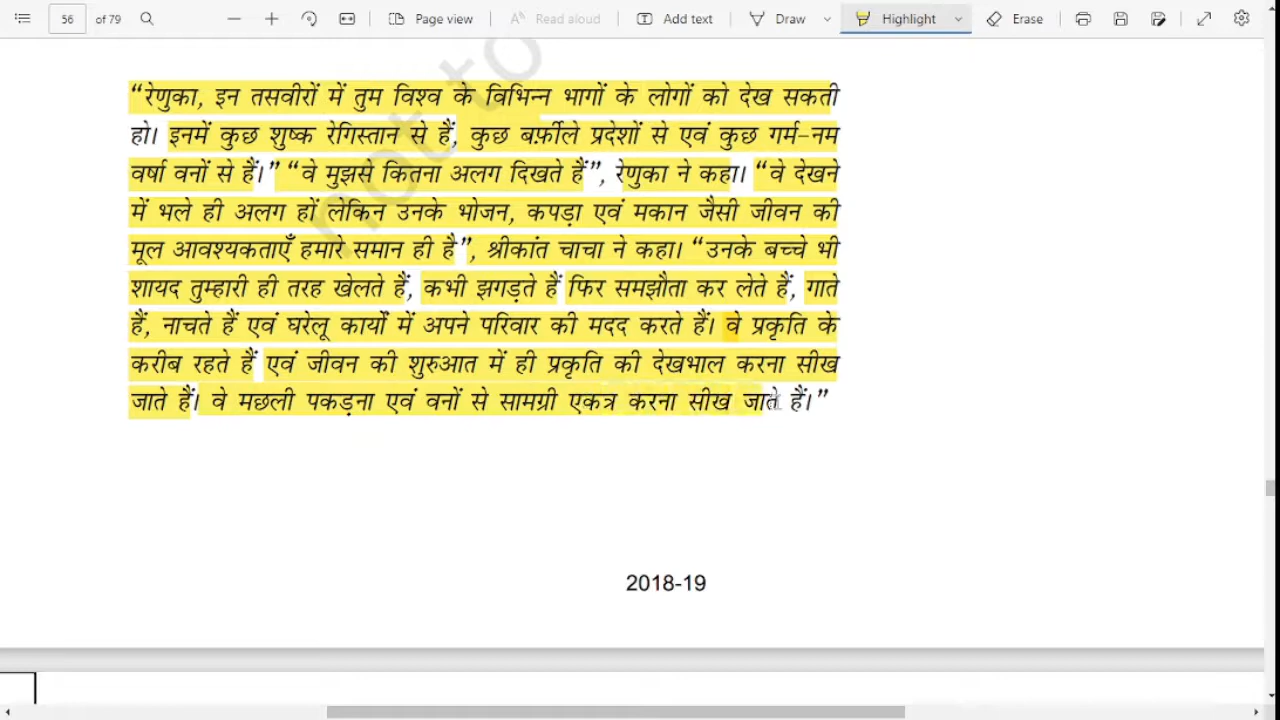 56 of 79 Page view Read aloud Add text Draw Highlight Erase
not to
“रेणुका, इन तसवीरों में तुम विश्व के विभिन्न भागों के लोगों को देख सकती
हो। इनमें कुछ शुष्क रेगिस्तान से हैं, कुछ बर्फ़ीले प्रदेशों से एवं कुछ गर्म-नम
वर्षा वनों से हैं।” “वे मुझसे कितना अलग दिखते हैं”, रेणुका ने कहा। “वे देखने
में भले ही अलग हों लेकिन उनके भोजन, कपड़ा एवं मकान जैसी जीवन की
मूल आवश्यकताएँ हमारे समान ही है”, श्रीकांत चाचा ने कहा। “उनके बच्चे भी
शायद तुम्हारी ही तरह खेलते हैं, कभी झगड़ते हैं फिर समझौता कर लेते हैं, गाते
हैं, नाचते हैं एवं घरेलू कार्यों में अपने परिवार की मदद करते हैं। वे प्रकृति के
करीब रहते हैं एवं जीवन की शुरुआत में ही प्रकृति की देखभाल करना सीख
जाते हैं। वे मछली पकड़ना एवं वनों से सामग्री एकत्र करना सीख जाते हैं।”
2018-19